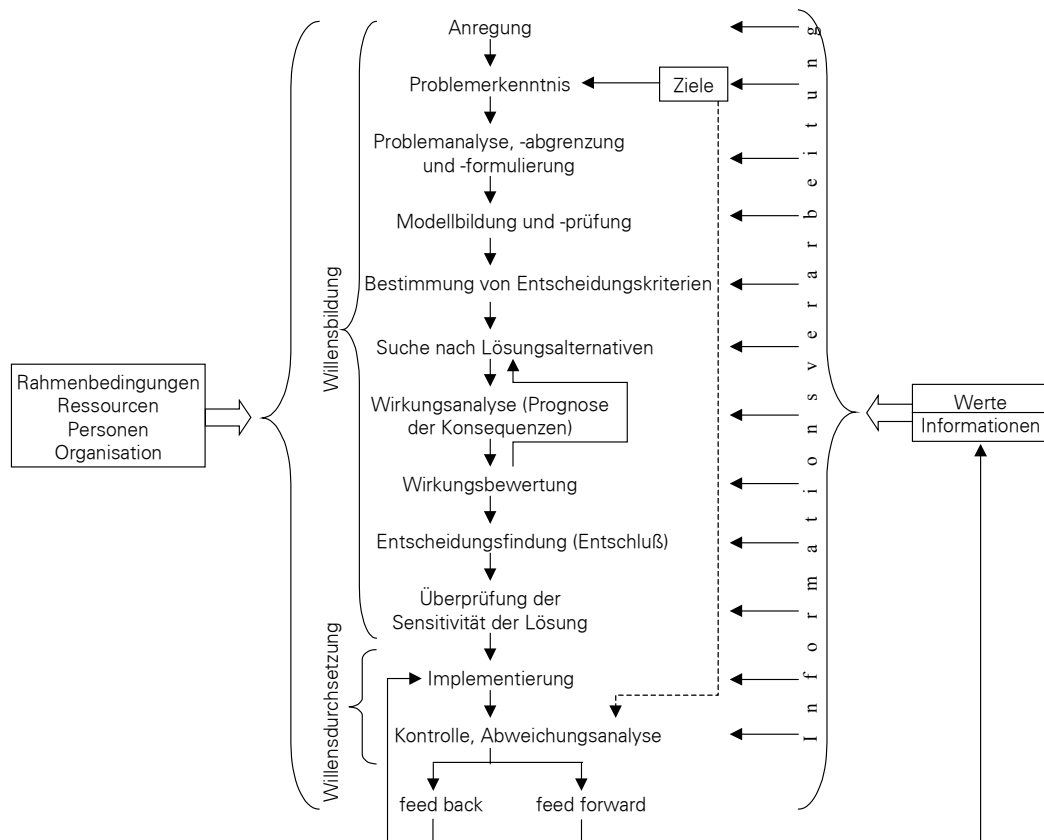 Anregung
Problemerkenntnis
Ziele
Problemanalyse, -abgrenzung
und -formulierung
Modellbildung und -prüfung
Bestimmung von Entscheidungskriterien
Suche nach Lösungsalternativen
Wirkungsanalyse (Prognose
der Konsequenzen)
Wirkungsbewertung
Entscheidungsfindung (Entschluß)
Überprüfung der
Sensitivität der Lösung
Implementierung
Kontrolle, Abweichungsanalyse
feed back
feed forward
Willensbildung
Willensdurchsetzung
Rahmenbedingungen
Ressourcen
Personen
Organisation
Informationsverarbeitung
Werte
Informationen